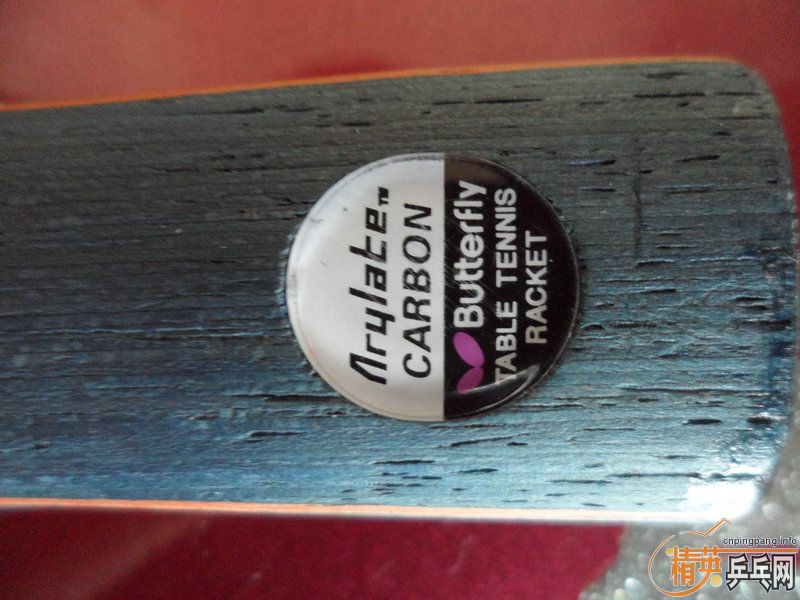 Arylate™
CARBON
Butterfly
TABLE TENNIS
RACKET
cnpingpang.info
精英乒乓网